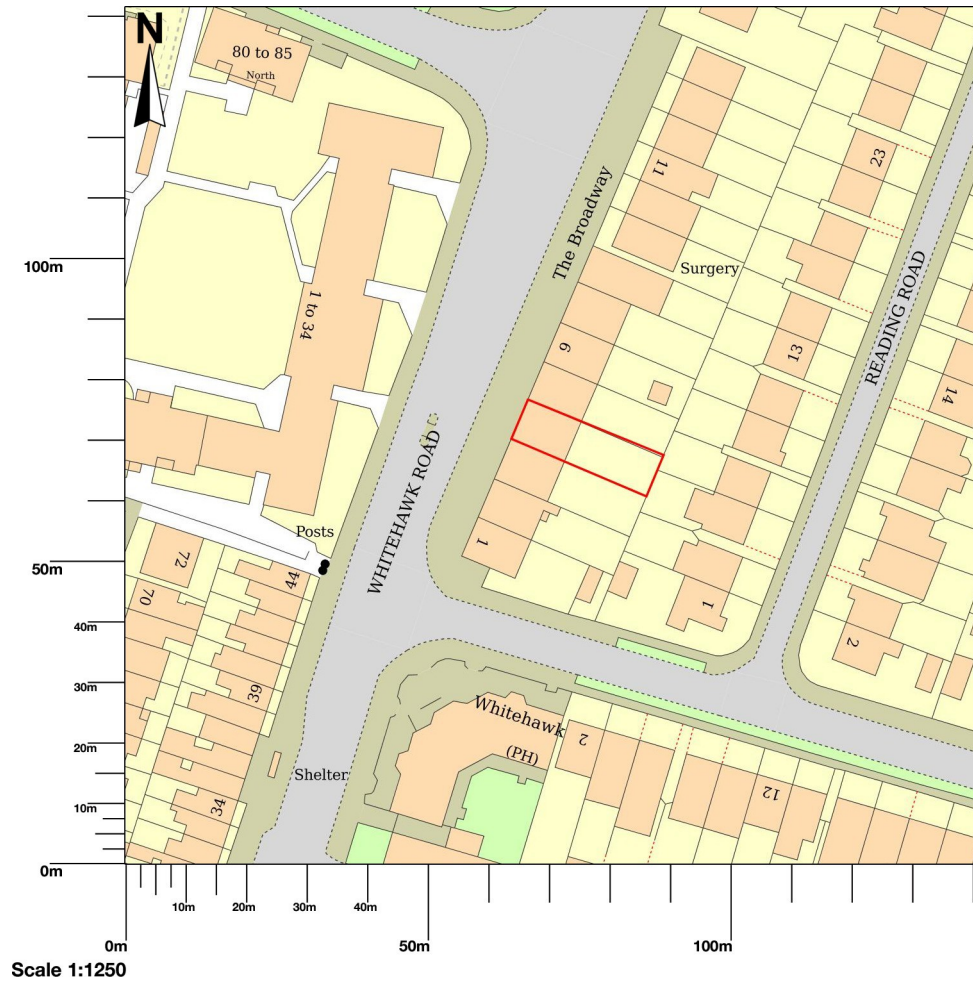 N
80 to 85
North
The Broadway
11
23
Surgery
READING ROAD
100m
1 to 34
6
13
14
WHITEHAWK ROAD
Posts
72
44
1
1
50m
70
2
40m
39
30m
Whitehawk
(PH)
2
20m
Shelter
12
34
10m
0m
10m
20m
30m
40m
0m
50m
100m
Scale 1:1250